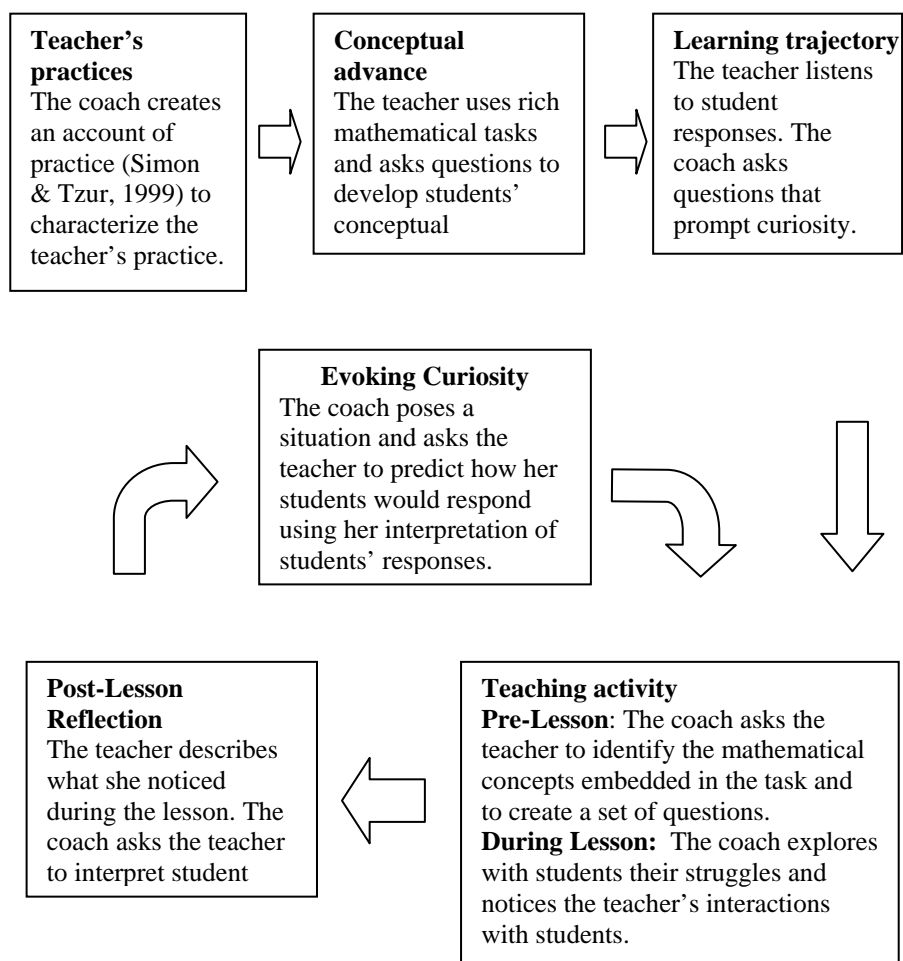 Teacher's
practices
The coach creates
an account of
practice (Simon
& Tzur, 1999) to
characterize the
teacher's practice.
Conceptual
advance
The teacher uses rich
mathematical tasks
and asks questions to
develop students'
conceptual
Learning trajectory
The teacher listens
to student
responses. The
coach asks
questions that
prompt curiosity.
Evoking Curiosity
The coach poses a
situation and asks the
teacher to predict how her
students would respond
using her interpretation of
students' responses.
Post-Lesson
Reflection
The teacher describes
what she noticed
during the lesson. The
coach asks the teacher
to interpret student
Teaching activity
Pre-Lesson: The coach asks the
teacher to identify the mathematical
concepts embedded in the task and
to create a set of questions.
During Lesson: The coach explores
with students their struggles and
notices the teacher's interactions
with students.